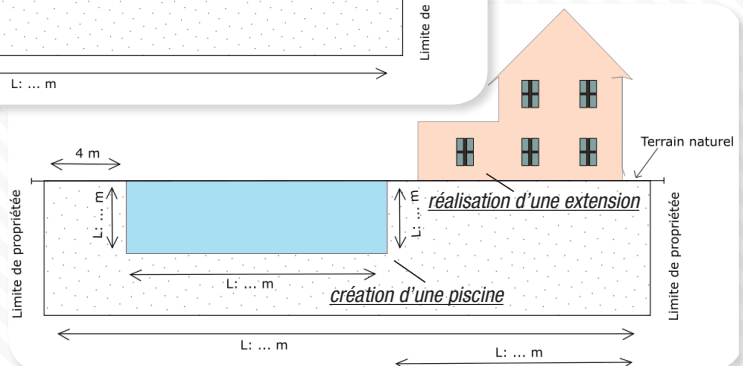 Limite de
L: ... m
4 m
Terrain naturel
Limite de propriétée
L: ... m
L: ... m
réalisation d'une extension
Limite de propriétée
L: ... m
création d'une piscine
L: ... m
L: ... m